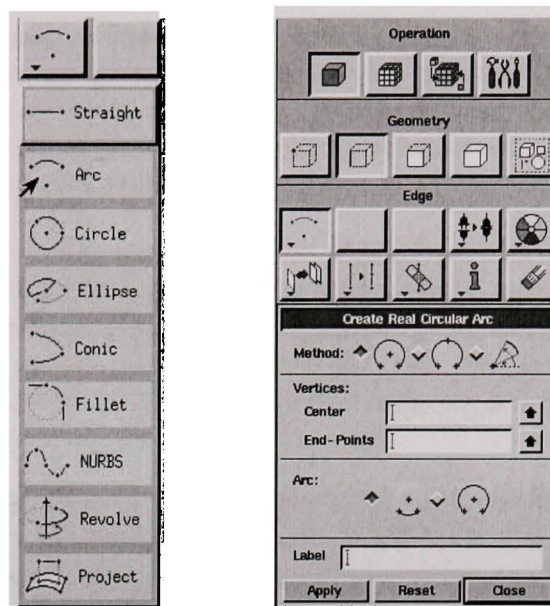 Straight
Arc
Circle
Ellipse
Conic
Fillet
NURBS
Revolve
Project
Operation
Geometry
Edge
Create Real Circular Arc
Method:
Vertices:
Center
End-Points
Arc:
Label
Apply Reset Close